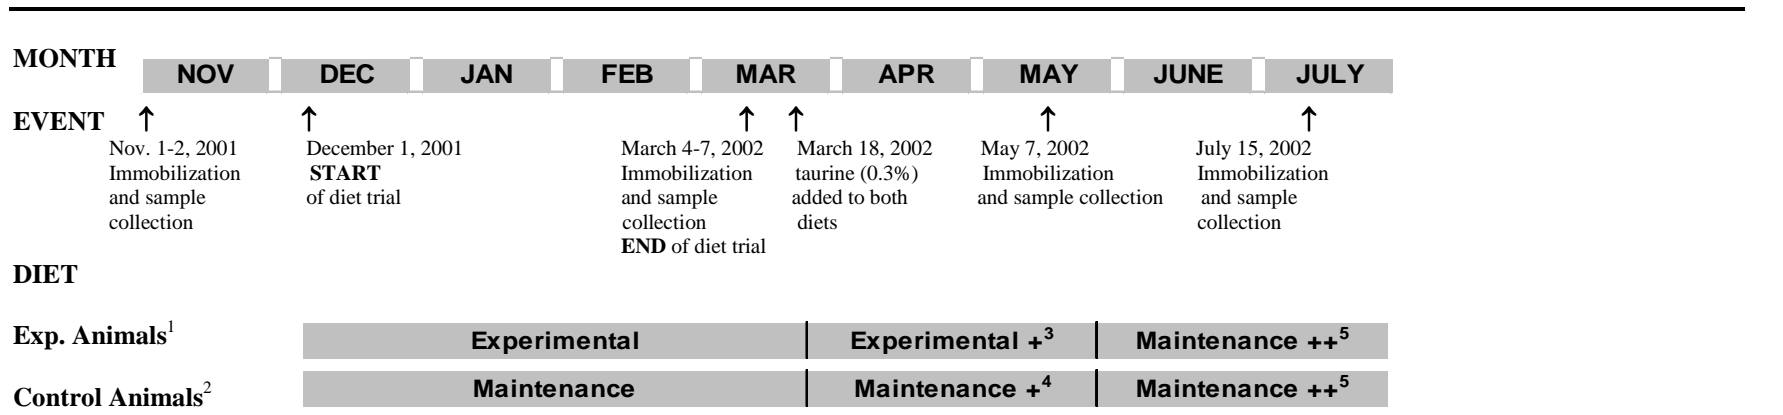 MONTH NOV DEC JAN FEB MAR APR MAY JUNE JULY
EVENT ↑ ↑ ↑ ↑ ↑ ↑
Nov. 1-2, 2001 December 1, 2001 March 4-7, 2002 March 18, 2002 May 7, 2002 July 15, 2002
Immobilization START Immobilization taurine (0.3%) Immobilization Immobilization
and sample of diet trial and sample added to both and sample collection and sample
collection collection diets collection
END of diet trial
DIET
Exp. Animals1 Experimental Experimental +3 Maintenance ++5
Control Animals2 Maintenance Maintenance +4 Maintenance ++5